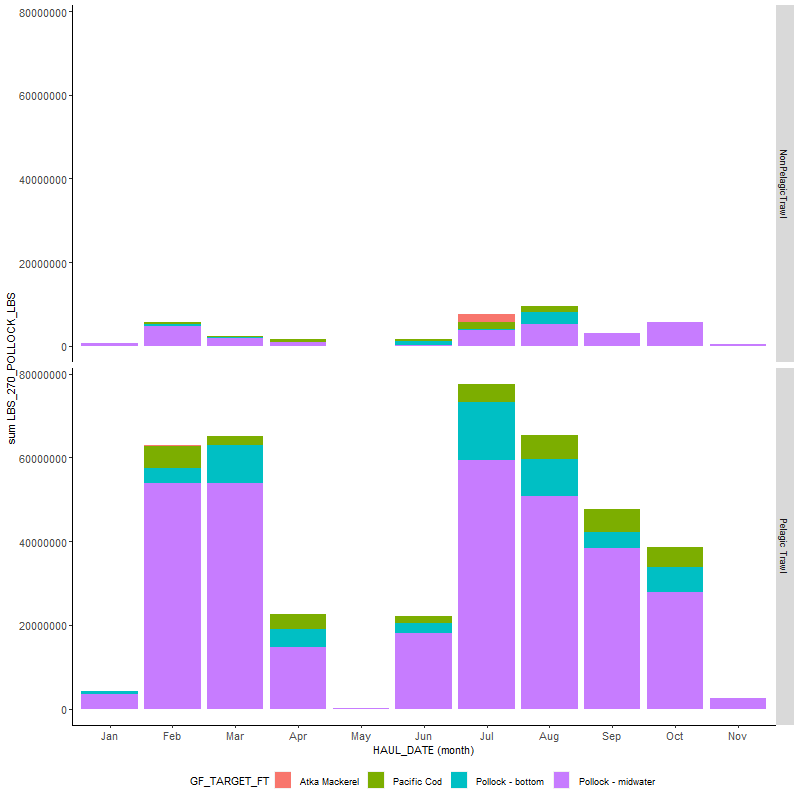 80000000
60000000
40000000
20000000
0
NonPelagicTrawl
sum LBS_270_POLLOCK_LBS
80000000
60000000
40000000
20000000
0
Pelagic Trawl
Jan Feb Mar Apr May Jun Jul Aug Sep Oct Nov
HAUL_DATE (month)
GF_TARGET_FT Atka Mackerel Pacific Cod Pollock - bottom Pollock - midwater